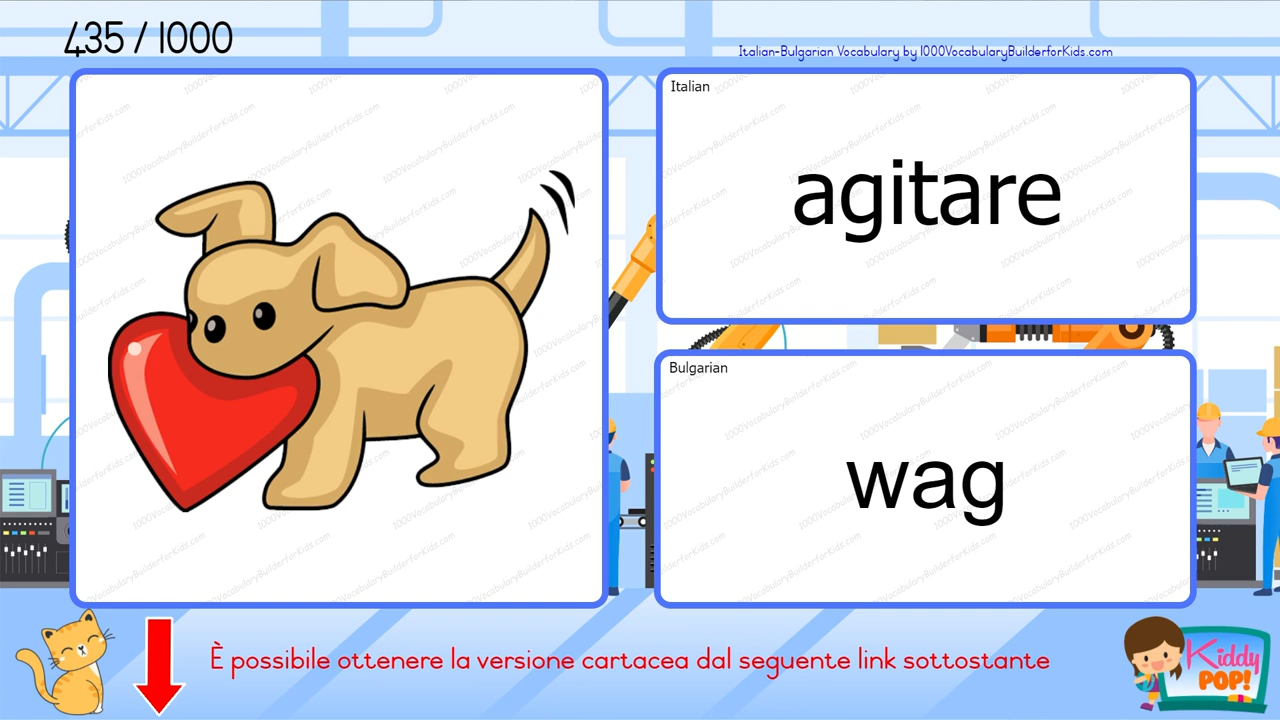 435 / 1000
Italian-Bulgarian Vocabulary by 1000VocabularyBuilderforKids.com
Italian
agitare
Bulgarian
wag
È possibile ottenere la versione cartacea dal seguente link sottostante
Kiddy
POP!